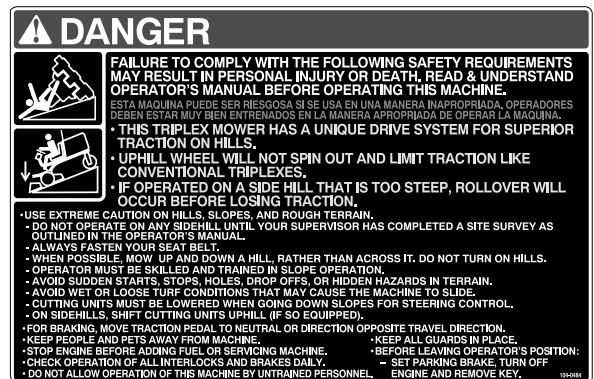 DANGER
FAILURE TO COMPLY WITH THE FOLLOWING SAFETY REQUIREMENTS
MAY RESULT IN PERSONAL INJURY OR DEATH. READ & UNDERSTAND
OPERATOR'S MANUAL BEFORE OPERATING THIS MACHINE.
ESTA MAQUINA PUEDE SER RIESGOSA SI SE USA EN UNA MANERA INAPROPRIADA. OPERADORES
DEBEN ESTAR MUY BIEN ENTRENADOS EN LA MANERA APROPRIADA DE OPERAR LA MAQUINA.
• THIS TRIPLEX MOWER HAS A UNIQUE DRIVE SYSTEM FOR SUPERIOR
TRACTION ON HILLS.
• UPHILL WHEEL WILL NOT SPIN OUT AND LIMIT TRACTION LIKE
CONVENTIONAL TRIPLEXES.
• IF OPERATED ON A SIDE HILL THAT IS TOO STEEP, ROLLOVER WILL
OCCUR BEFORE LOSING TRACTION.
•USE EXTREME CAUTION ON HILLS, SLOPES, AND ROUGH TERRAIN.
- DO NOT OPERATE ON ANY SIDEHILL UNTIL YOUR SUPERVISOR HAS COMPLETED A SITE SURVEY AS
OUTLINED IN THE OPERATOR'S MANUAL.
- ALWAYS FASTEN YOUR SEAT BELT.
- WHEN POSSIBLE, MOW UP AND DOWN A HILL, RATHER THAN ACROSS IT. DO NOT TURN ON HILLS.
- OPERATOR MUST BE SKILLED AND TRAINED IN SLOPE OPERATION.
- AVOID SUDDEN STARTS, STOPS, HOLES, DROP OFFS, OR HIDDEN HAZARDS IN TERRAIN.
- AVOID WET OR LOOSE TURF CONDITIONS THAT MAY CAUSE THE MACHINE TO SLIDE.
- CUTTING UNITS MUST BE LOWERED WHEN GOING DOWN SLOPES FOR STEERING CONTROL.
- ON SIDEHILLS, SHIFT CUTTING UNITS UPHILL (IF SO EQUIPPED).
•FOR BRAKING, MOVE TRACTION PEDAL TO NEUTRAL OR DIRECTION OPPOSITE TRAVEL DIRECTION.
•KEEP PEOPLE AND PETS AWAY FROM MACHINE.
•STOP ENGINE BEFORE ADDING FUEL OR SERVICING MACHINE.
•CHECK OPERATION OF ALL INTERLOCKS AND BRAKES DAILY.
• DO NOT ALLOW OPERATION OF THIS MACHINE BY UNTRAINED PERSONNEL.
•KEEP ALL GUARDS IN PLACE.
•BEFORE LEAVING OPERATOR'S POSITION:
– SET PARKING BRAKE, TURN OFF
ENGINE AND REMOVE KEY.
104-0484